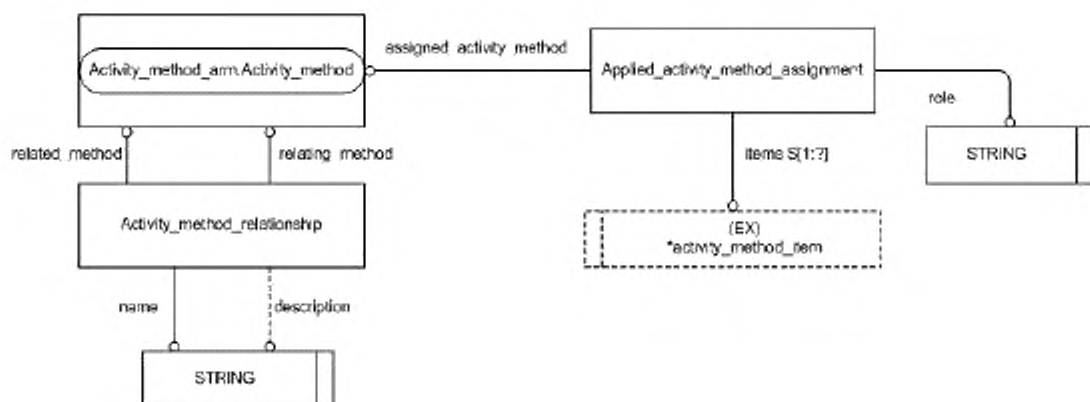 assigned_activity_method
Activity_method_arm.Activity_method
Applied_activity_method_assignment
role
related_method
relating_method
items S[1:?]
STRING
Activity_method_relationship
(EX)
*activity_method_item
name
description
STRING